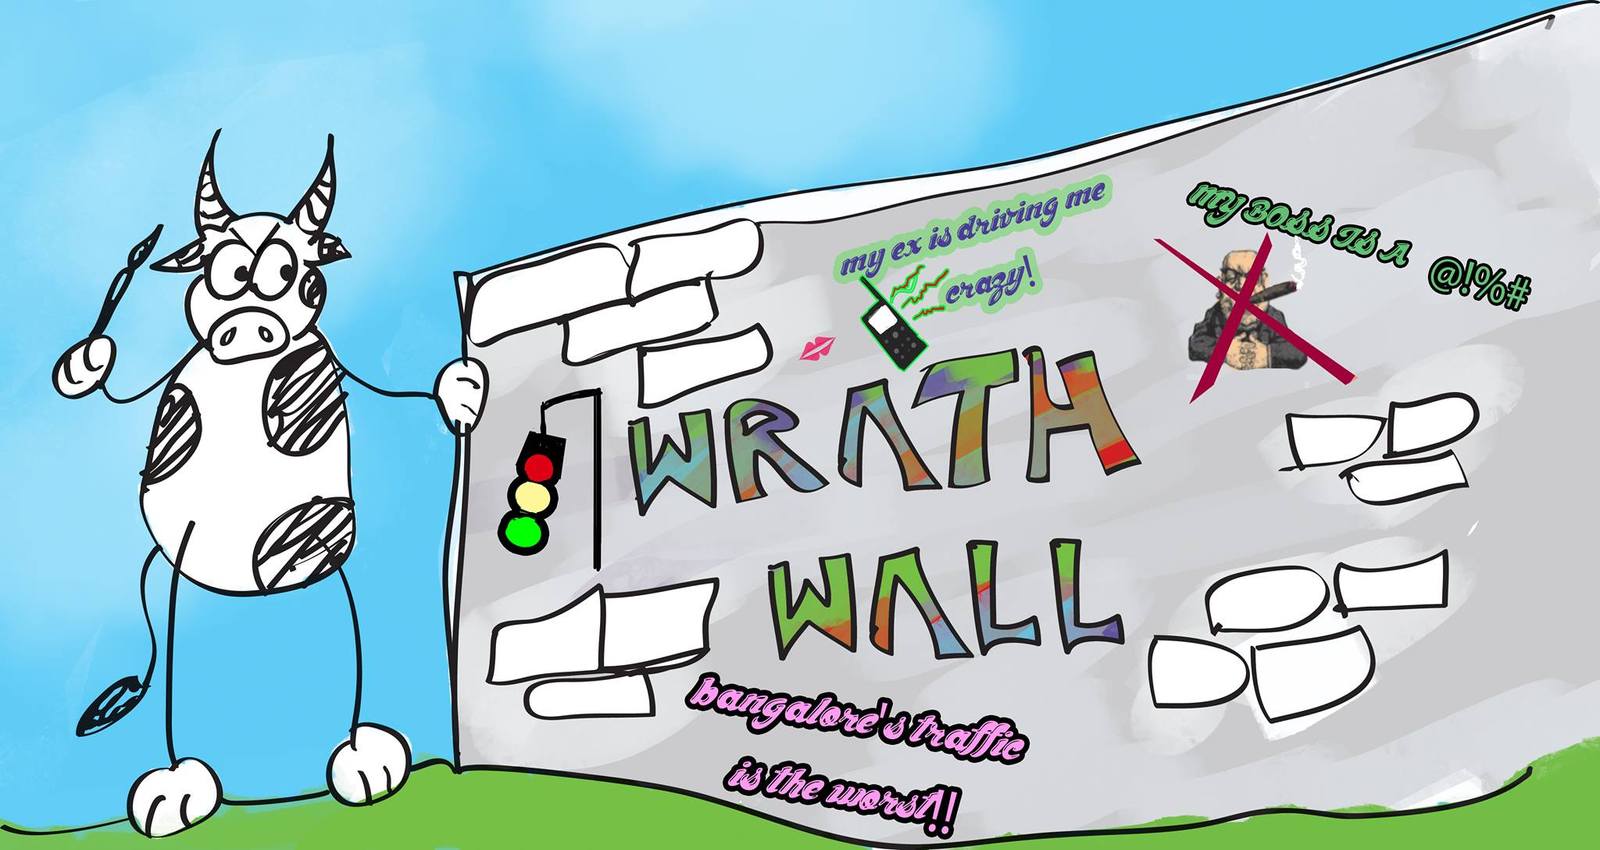 my ex is driving me
crazy!
MY BOSS IS A @!%#
WRATH
WALL
bangalore's traffic
is the worst!!